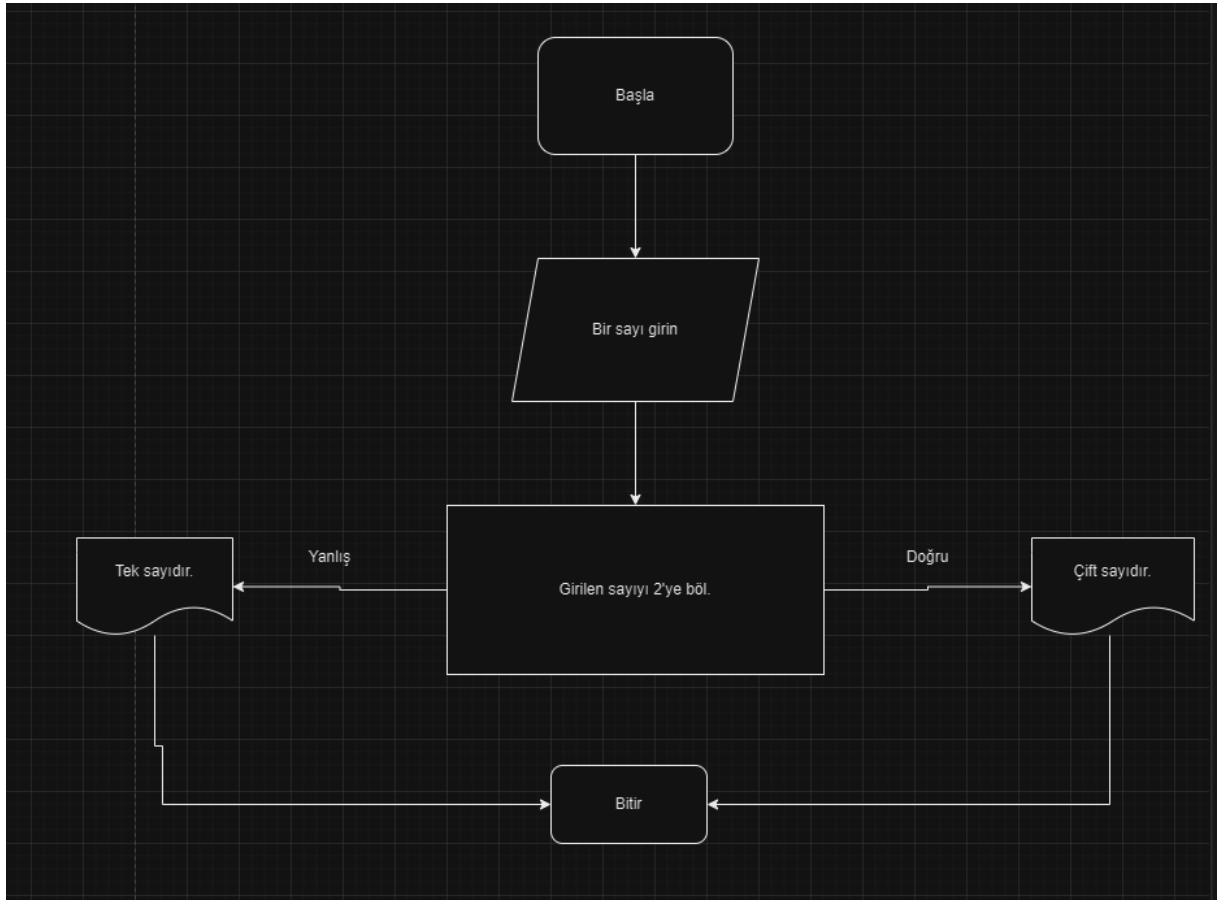 Başla
Bir sayı girin
Yanlış
Doğru
Tek sayıdır.
Girilen sayıyı 2'ye böl.
Çift sayıdır.
Bitir